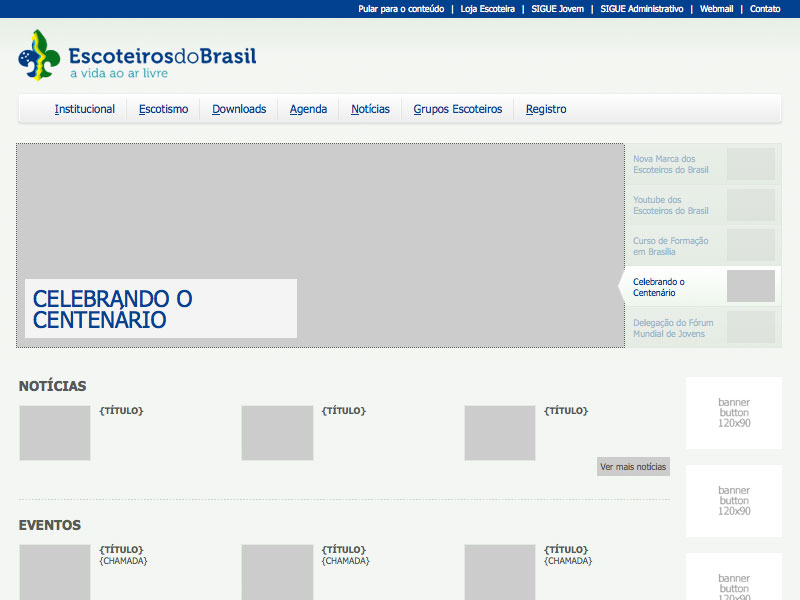 Pular para o conteúdo | Loja Escoteira | SIGUE Jovem | SIGUE Administrativo | Webmail | Contato
EscoteirosdoBrasil
a vida ao ar livre
Institucional Escotismo Downloads Agenda Notícias Grupos Escoteiros Registro
CELEBRANDO O
CENTENÁRIO
Nova Marca dos
Escoteiros do Brasil
Youtube dos
Escoteiros do Brasil
Curso de Formação
em Brasília
Celebrando o
Centenário
Delegação do Fórum
Mundial de Jovens
NOTÍCIAS
{TÍTULO} {TÍTULO} {TÍTULO}
Ver mais notícias
EVENTOS
{TÍTULO} {TÍTULO} {TÍTULO}
{CHAMADA} {CHAMADA} {CHAMADA}
banner
button
120x90
banner
button
120x90
banner
button
120x90